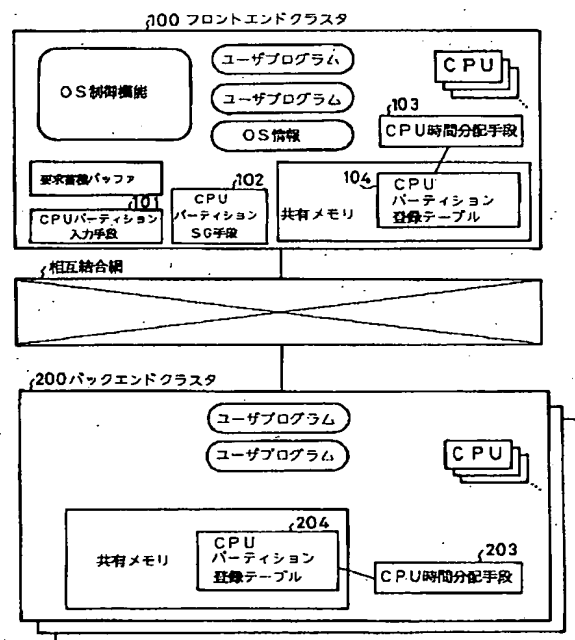 100 フロントエンドクラスタ
OS制御機能
ユーザプログラム
ユーザプログラム
OS情報
CPU
103
CPU時間分配手段
要求蓄積バッファ
101
CPUパーティション
入力手段
102
CPU
パーティション
SG手段
共有メモリ
104
CPU
パーティション
登録テーブル
相互結合網
200 バックエンドクラスタ
ユーザプログラム
ユーザプログラム
CPU
共有メモリ
204
CPU
パーティション
登録テーブル
203
CPU時間分配手段